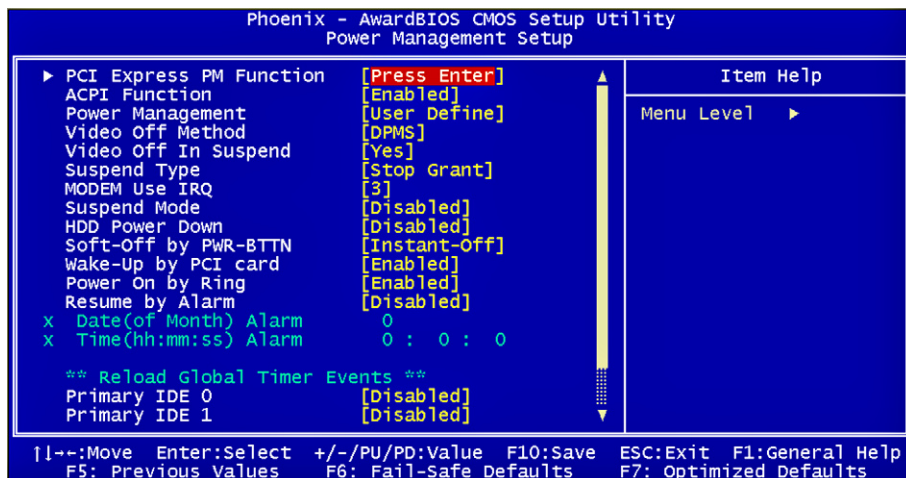 Phoenix - AwardBIOS CMOS Setup Utility
Power Management Setup
▶ PCI Express PM Function [Press Enter]
ACPI Function [Enabled]
Power Management [User Define]
Video Off Method [DPMS]
Video Off In Suspend [Yes]
Suspend Type [Stop Grant]
MODEM Use IRQ [3]
Suspend Mode [Disabled]
HDD Power Down [Disabled]
Soft-Off by PWR-BTTN [Instant-Off]
Wake-Up by PCI card [Enabled]
Power On by Ring [Enabled]
Resume by Alarm [Disabled]
x Date(of Month) Alarm 0
x Time(hh:mm:ss) Alarm 0 : 0 : 0
** Reload Global Timer Events **
Primary IDE 0 [Disabled]
Primary IDE 1 [Disabled]
Item Help
Menu Level ▶
↑↓→←:Move Enter:Select +/-/PU/PD:Value F10:Save ESC:Exit F1:General Help
F5: Previous Values F6: Fail-Safe Defaults F7: Optimized Defaults